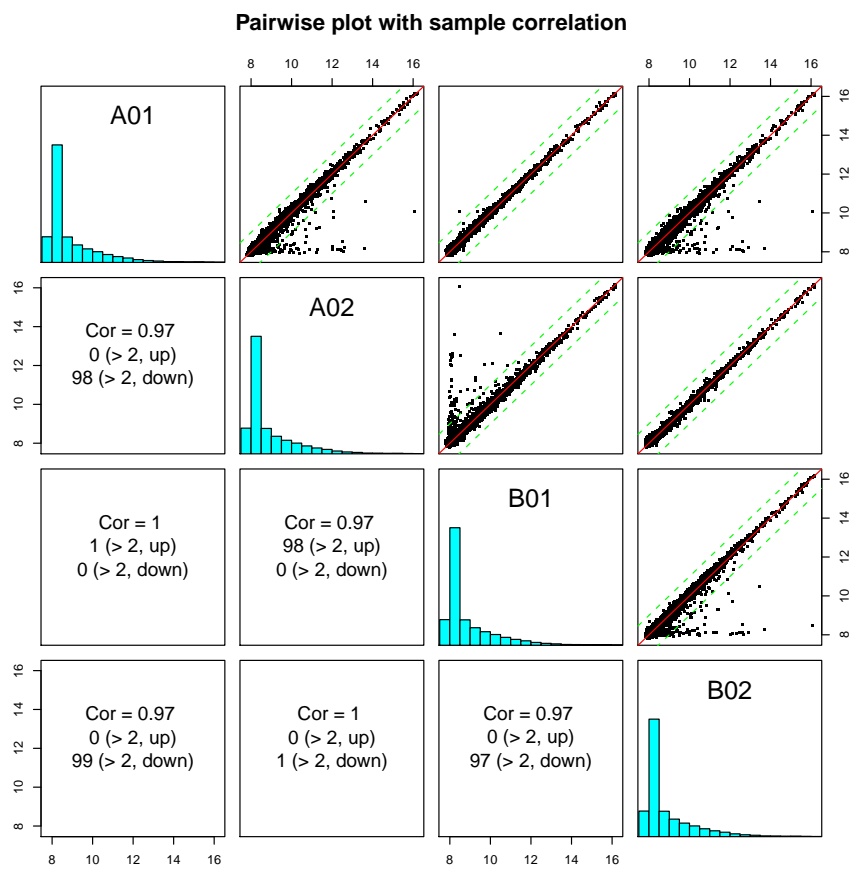 Pairwise plot with sample correlation
8 10 12 14 16
8 10 12 14 16
A01
8 10 12 14 16
8 10 12 14 16
Cor = 0.97
0 (> 2, up)
98 (> 2, down)
A02
Cor = 1
1 (> 2, up)
0 (> 2, down)
Cor = 0.97
98 (> 2, up)
0 (> 2, down)
B01
8 10 12 14 16
8 10 12 14 16
Cor = 0.97
0 (> 2, up)
99 (> 2, down)
Cor = 1
0 (> 2, up)
1 (> 2, down)
Cor = 0.97
0 (> 2, up)
97 (> 2, down)
B02
8 10 12 14 16
8 10 12 14 16